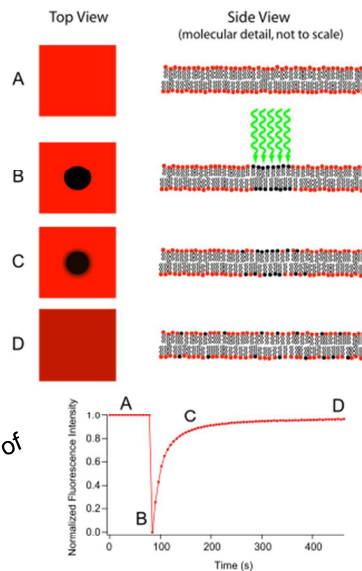 Top View
Side View
(molecular detail, not to scale)
A
B
C
D
of
Normalized Fluorescence Intensity
1.0
0.8
0.6
0.4
0.2
0.0
A
B
C
D
0
100
200
300
400
Time (s)